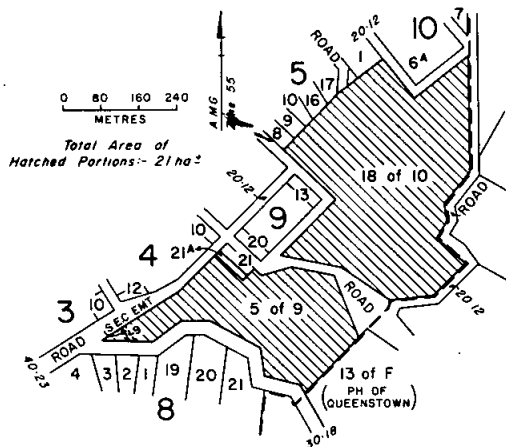 10
7
20·12
6A
ROAD
1
5
17
16
10
9
8
A M G Zone 55
0 80 160 240
METRES
Total Area of
Hatched Portions:- 21 ha ±
18 of 10
20·12
13
9
20
21
21A
10
4
12
10
3
SEC. EMT
ROAD
40·23
5 of 9
ROAD
ROAD
20·12
4
3
2
1
19
20
21
8
13 of F
(PH OF
QUEENSTOWN)
30·18